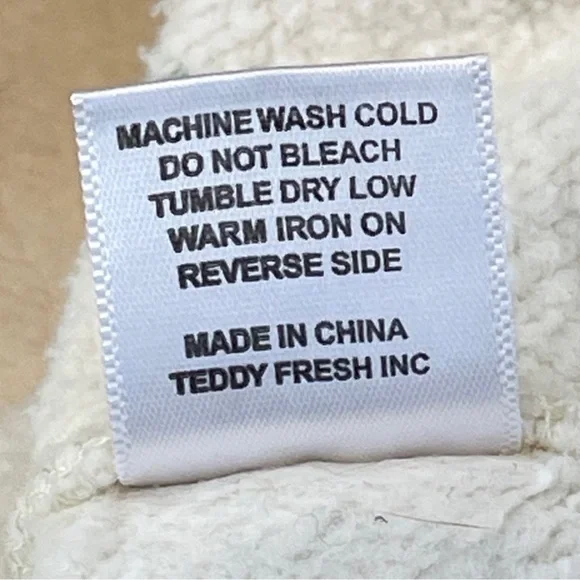 MACHINE WASH COLD
DO NOT BLEACH
TUMBLE DRY LOW
WARM IRON ON
REVERSE SIDE
MADE IN CHINA
TEDDY FRESH INC